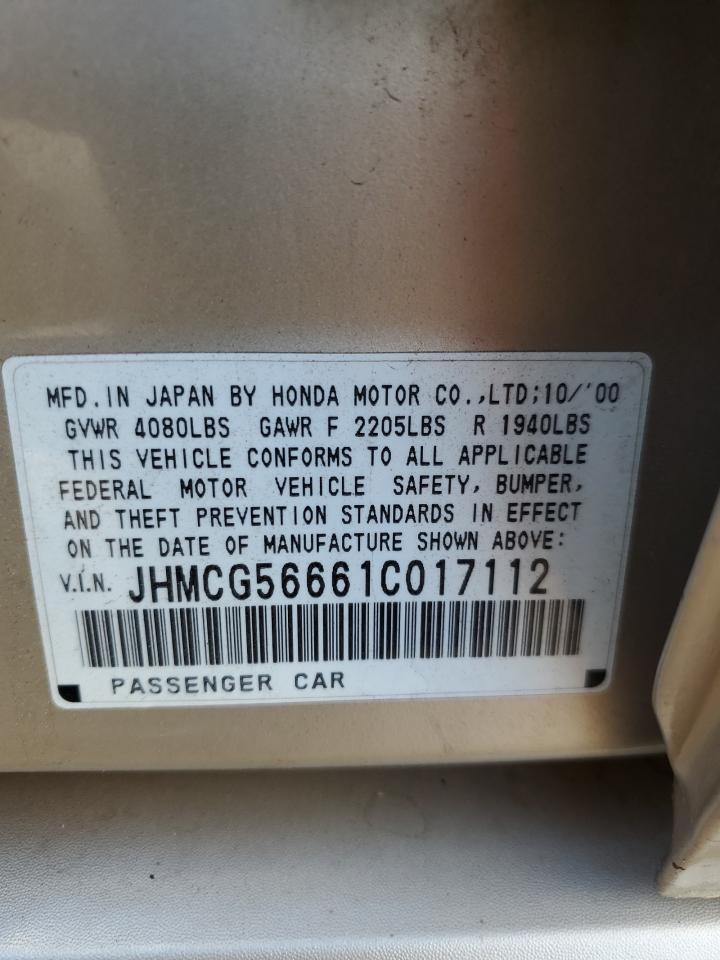 MFD.IN JAPAN BY HONDA MOTOR CO.,LTD;10/'00
GVWR 4080LBS GAWR F 2205LBS R 1940LBS
THIS VEHICLE CONFORMS TO ALL APPLICABLE
FEDERAL MOTOR VEHICLE SAFETY, BUMPER,
AND THEFT PREVENTION STANDARDS IN EFFECT
ON THE DATE OF MANUFACTURE SHOWN ABOVE:
V.I.N. JHMCG56661C017112
PASSENGER CAR